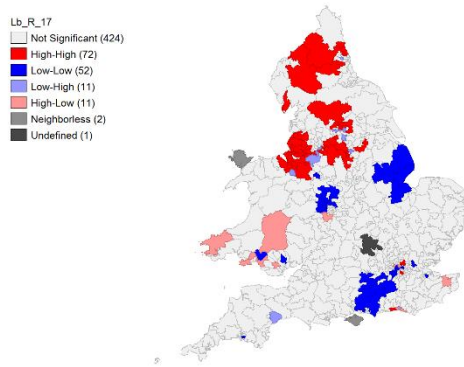 Lb_R_17
Not Significant (424)
High-High (72)
Low-Low (52)
Low-High (11)
High-Low (11)
Neighborless (2)
Undefined (1)